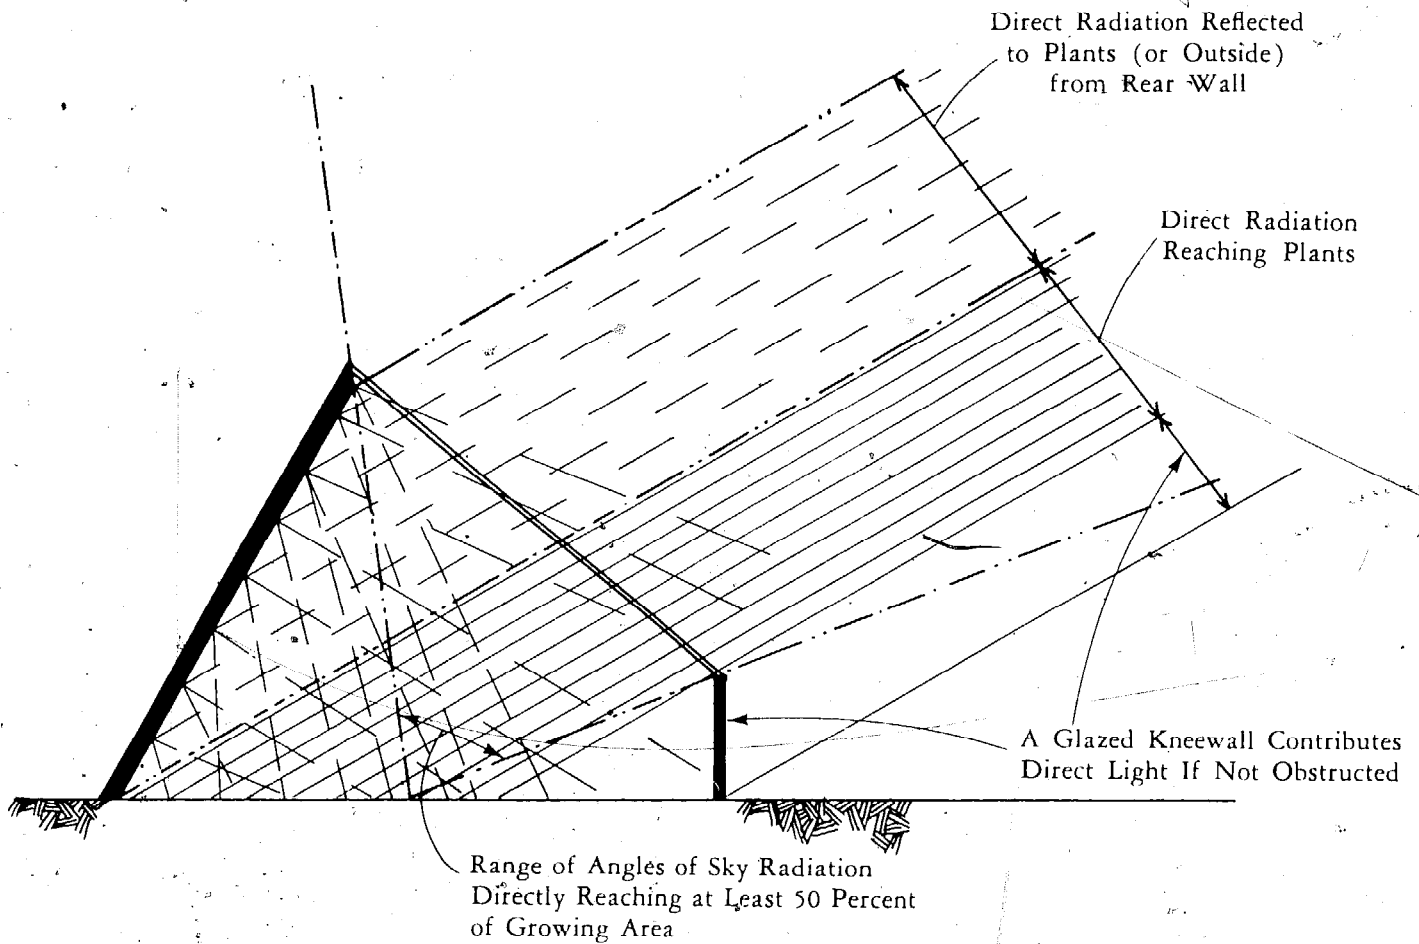 Direct Radiation Reflected
to Plants (or Outside)
from Rear Wall
Direct Radiation
Reaching Plants
A Glazed Kneewall Contributes
Direct Light If Not Obstructed
Range of Angles of Sky Radiation
Directly Reaching at Least 50 Percent
of Growing Area